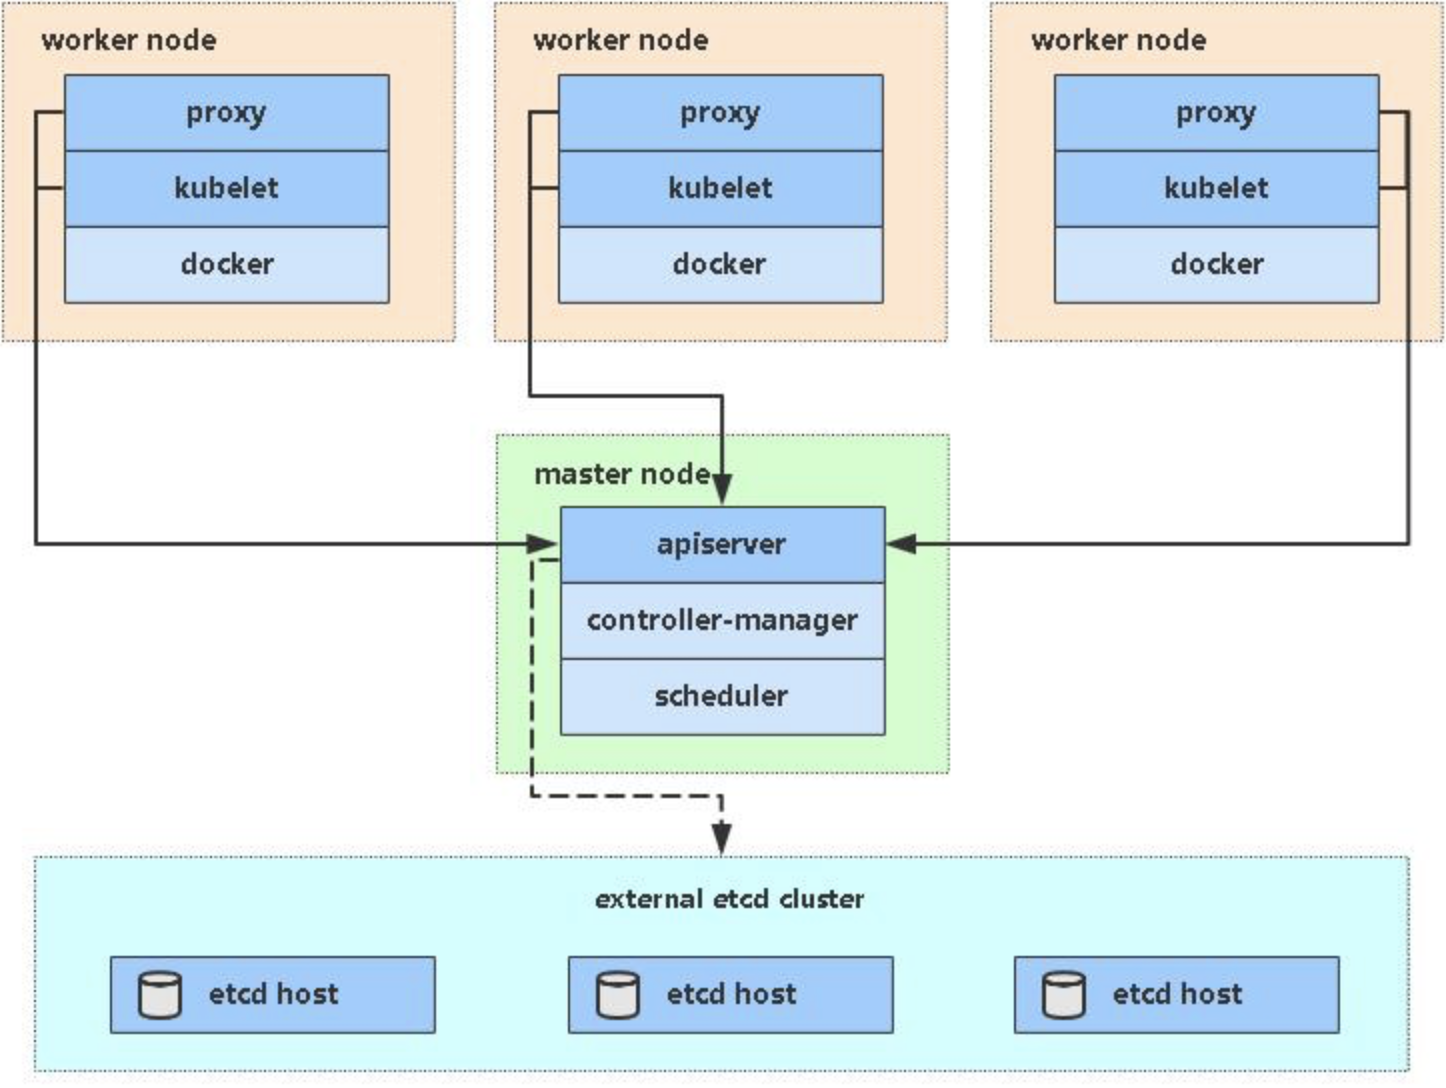 worker node
proxy
kubelet
docker
worker node
proxy
kubelet
docker
worker node
proxy
kubelet
docker
master node
apiserver
controller-manager
scheduler
external etcd cluster
etcd host
etcd host
etcd host